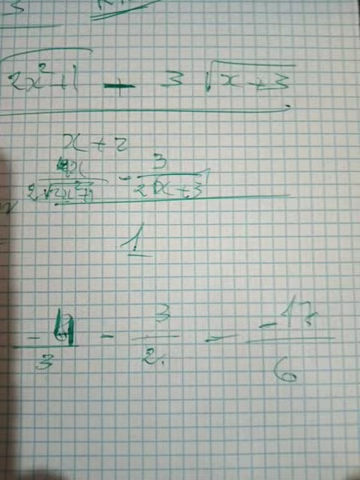 √(2x²+1) - 3 √(x+3)
x+2
4x/(2√(2x²+1)) - 3/(2√(x+3))
1
-4/3 - 3/2 = -17/6